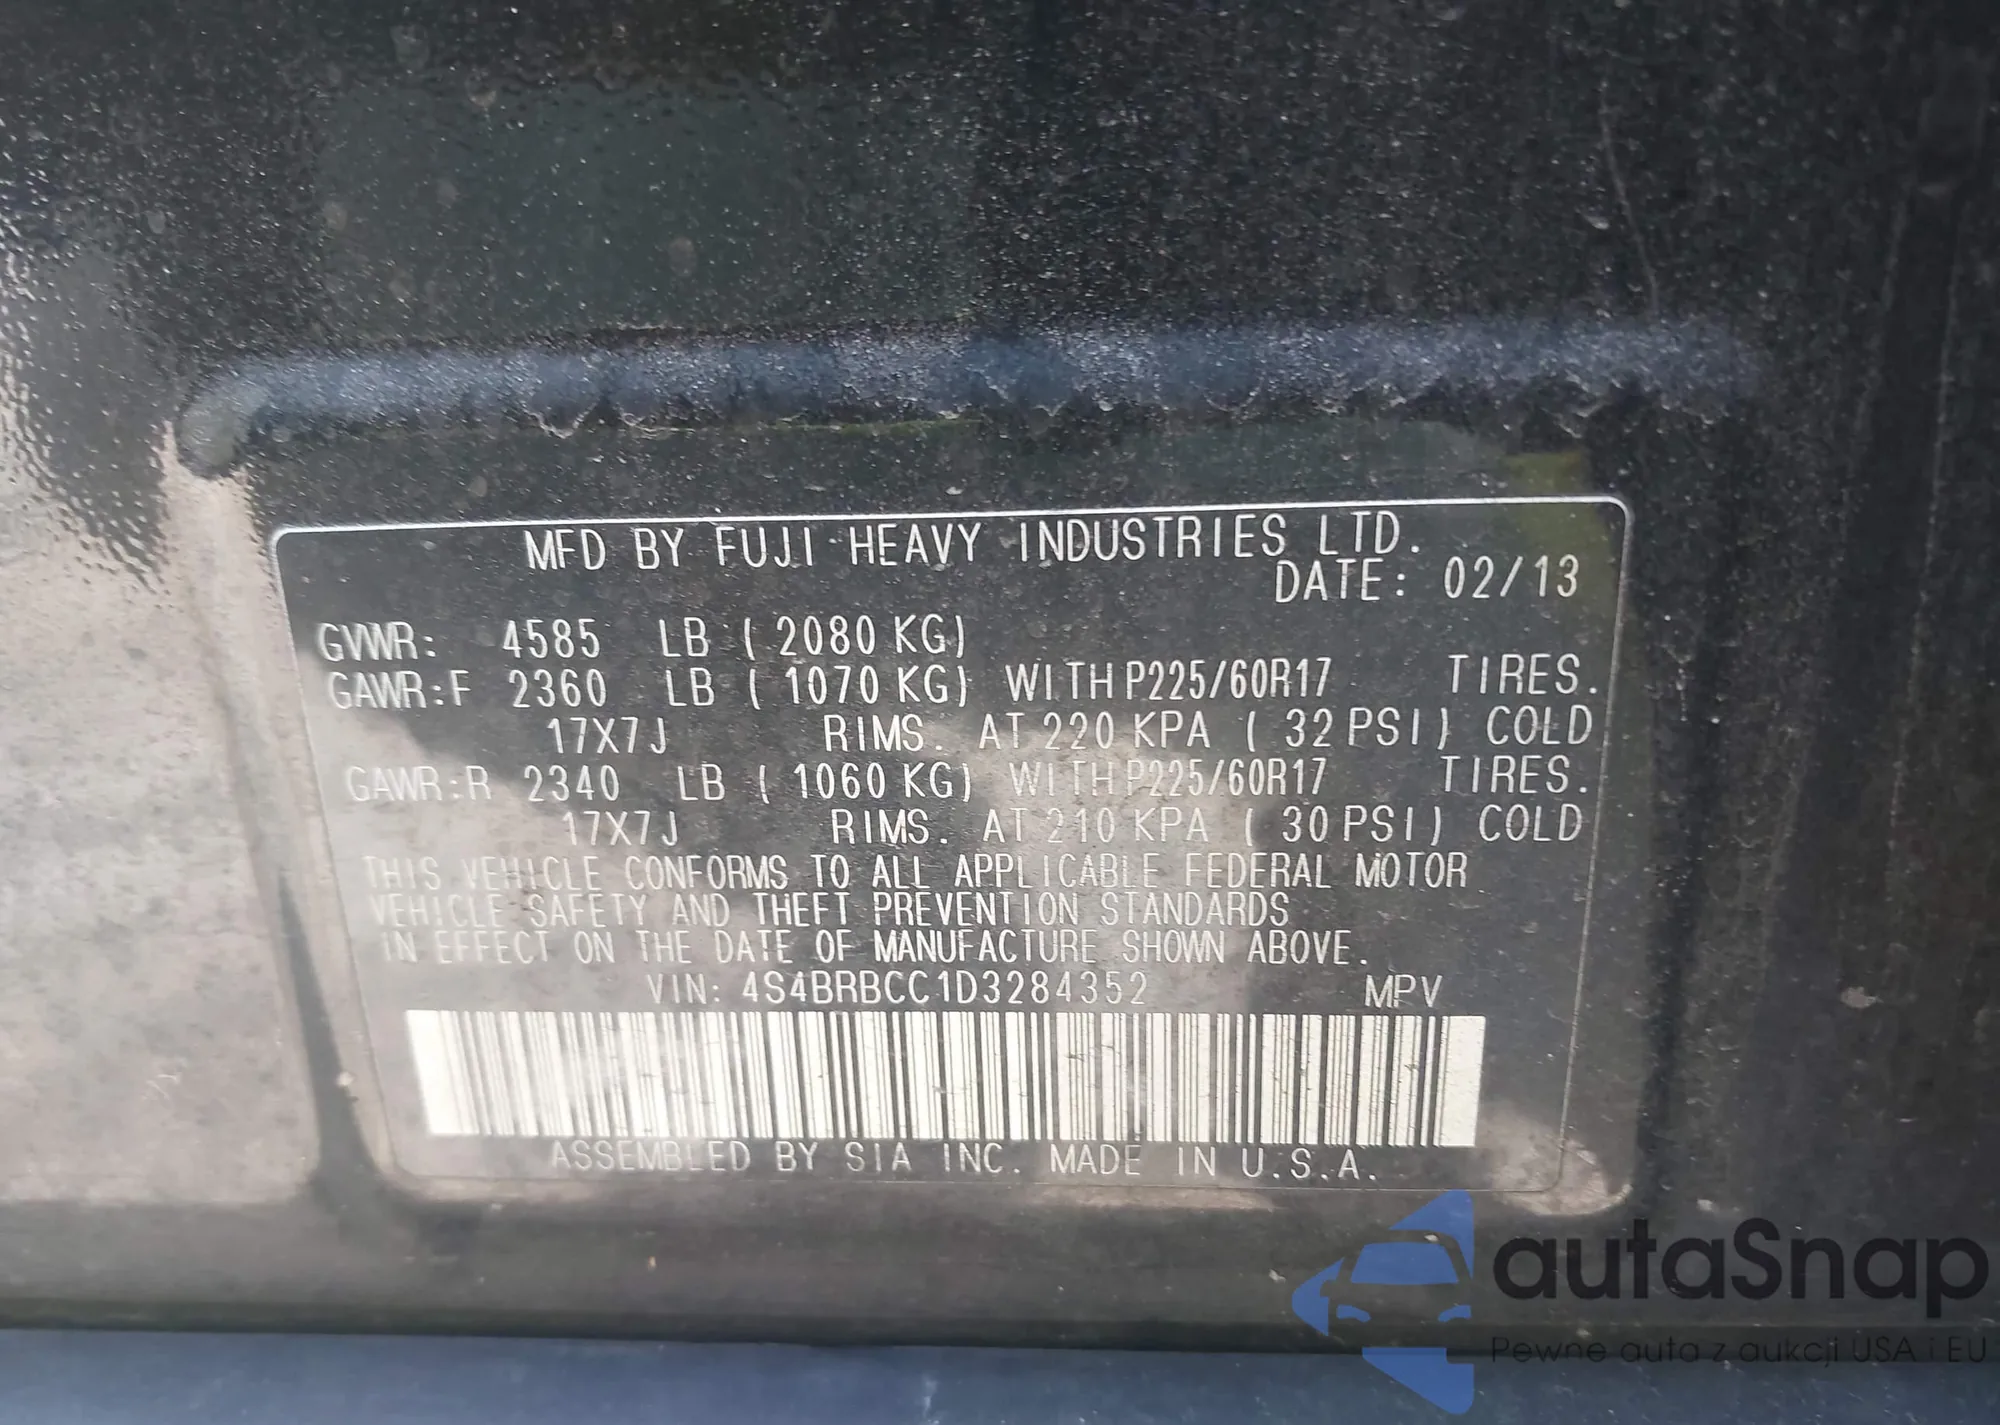 MFD BY FUJI HEAVY INDUSTRIES LTD.
DATE: 02/13
GVWR: 4585 LB ( 2080 KG)
GAWR:F 2360 LB ( 1070 KG) WITH P225/60R17 TIRES.
17X7J RIMS. AT 220 KPA ( 32 PSI) COLD
GAWR:R 2340 LB ( 1060 KG) WITH P225/60R17 TIRES.
17X7J RIMS. AT 210 KPA ( 30 PSI) COLD
THIS VEHICLE CONFORMS TO ALL APPLICABLE FEDERAL MOTOR
VEHICLE SAFETY AND THEFT PREVENTION STANDARDS
IN EFFECT ON THE DATE OF MANUFACTURE SHOWN ABOVE.
VIN: 4S4BRBCC1D3284352 MPV
ASSEMBLED BY SIA INC. MADE IN U.S.A.
autaSnap
Pewne auta z aukcji USA i EU